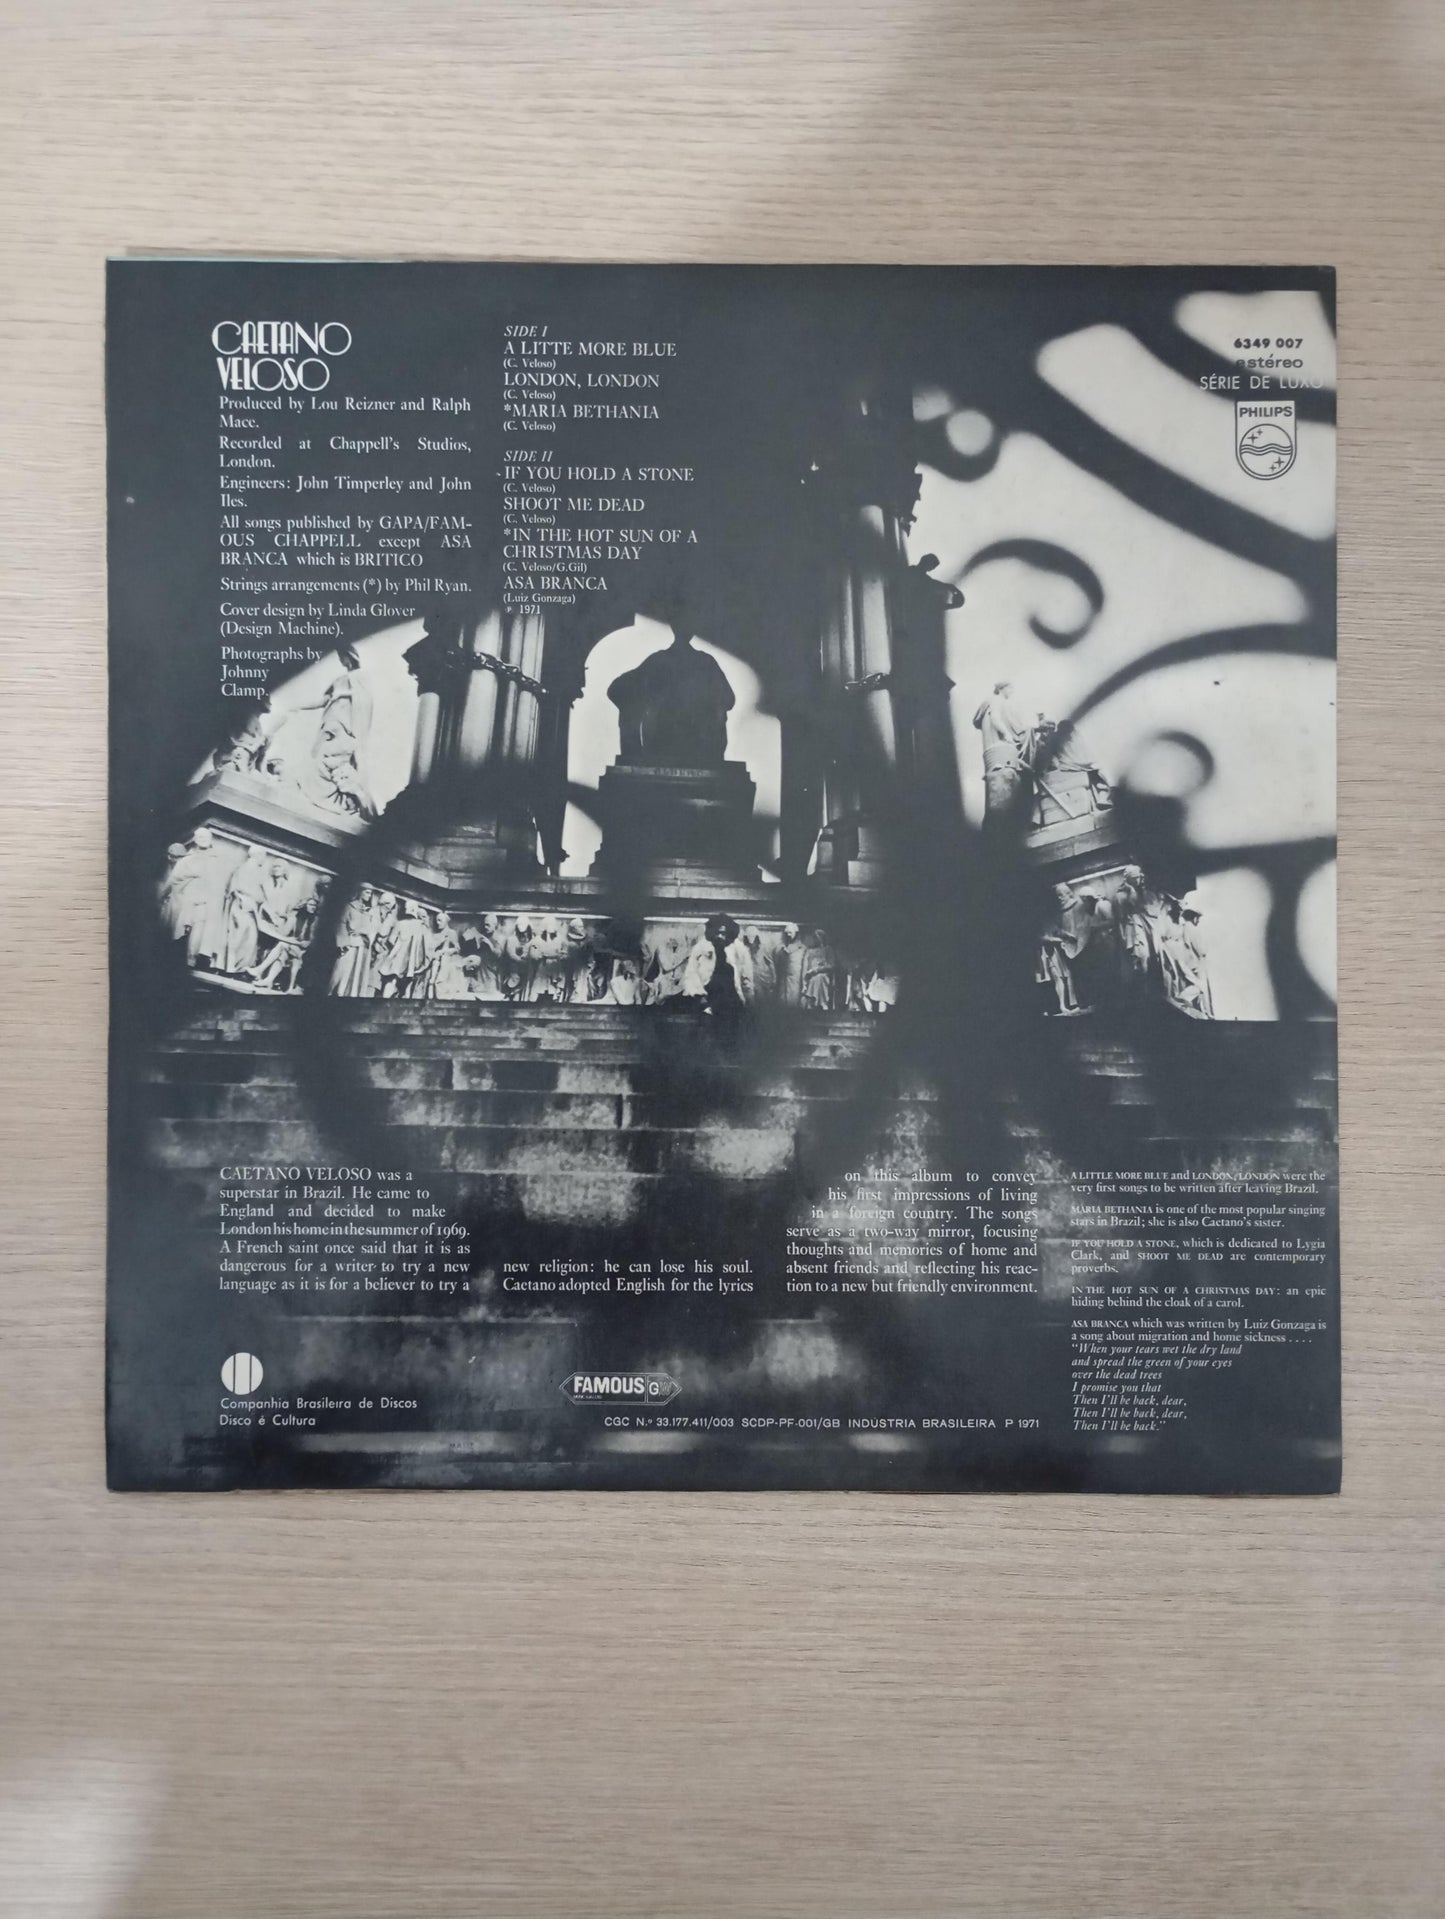 CAETANO
VELOSO
Produced by Lou Reizner and Ralph
Mace.
Recorded at Chappell's Studios,
London.
Engineers: John Timperley and John
Iles.
All songs published by GAPA/FAM-
OUS CHAPPELL except ASA
BRANCA which is BRITICO
Strings arrangements (*) by Phil Ryan.
Cover design by Linda Glover
(Design Machine).
Photographs by
Johnny
Clamp.
SIDE I
A LITTE MORE BLUE
(C. Veloso)
LONDON, LONDON
(C. Veloso)
*MARIA BETHANIA
(C. Veloso)
SIDE II
IF YOU HOLD A STONE
(C. Veloso)
SHOOT ME DEAD
(C. Veloso)
*IN THE HOT SUN OF A
CHRISTMAS DAY
(C. Veloso/G.Gil)
ASA BRANCA
(Luiz Gonzaga)
P 1971
6349 007
estéreo
SÉRIE DE LUXO
PHILIPS
CAETANO VELOSO was a
superstar in Brazil. He came to
England and decided to make
London his home in the summer of 1969.
A French saint once said that it is as
dangerous for a writer to try a new
language as it is for a believer to try a
new religion: he can lose his soul.
Caetano adopted English for the lyrics
on this album to convey
his first impressions of living
in a foreign country. The songs
serve as a two-way mirror, focusing
thoughts and memories of home and
absent friends and reflecting his reac-
tion to a new but friendly environment.
A LITTLE MORE BLUE and LONDON, LONDON were the
very first songs to be written after leaving Brazil.
MARIA BETHANIA is one of the most popular singing
stars in Brazil; she is also Caetano's sister.
IF YOU HOLD A STONE, which is dedicated to Lygia
Clark, and SHOOT ME DEAD are contemporary
proverbs.
IN THE HOT SUN OF A CHRISTMAS DAY: an epic
hiding behind the cloak of a carol.
ASA BRANCA which was written by Luiz Gonzaga is
a song about migration and home sickness . . . .
"When your tears wet the dry land
and spread the green of your eyes
over the dead trees
I promise you that
Then I'll be back, dear,
Then I'll be back, dear,
Then I'll be back."
Companhia Brasileira de Discos
Disco é Cultura
FAMOUS GW
CGC N.º 33.177.411/003 SCDP-PF-001/GB INDÚSTRIA BRASILEIRA P 1971